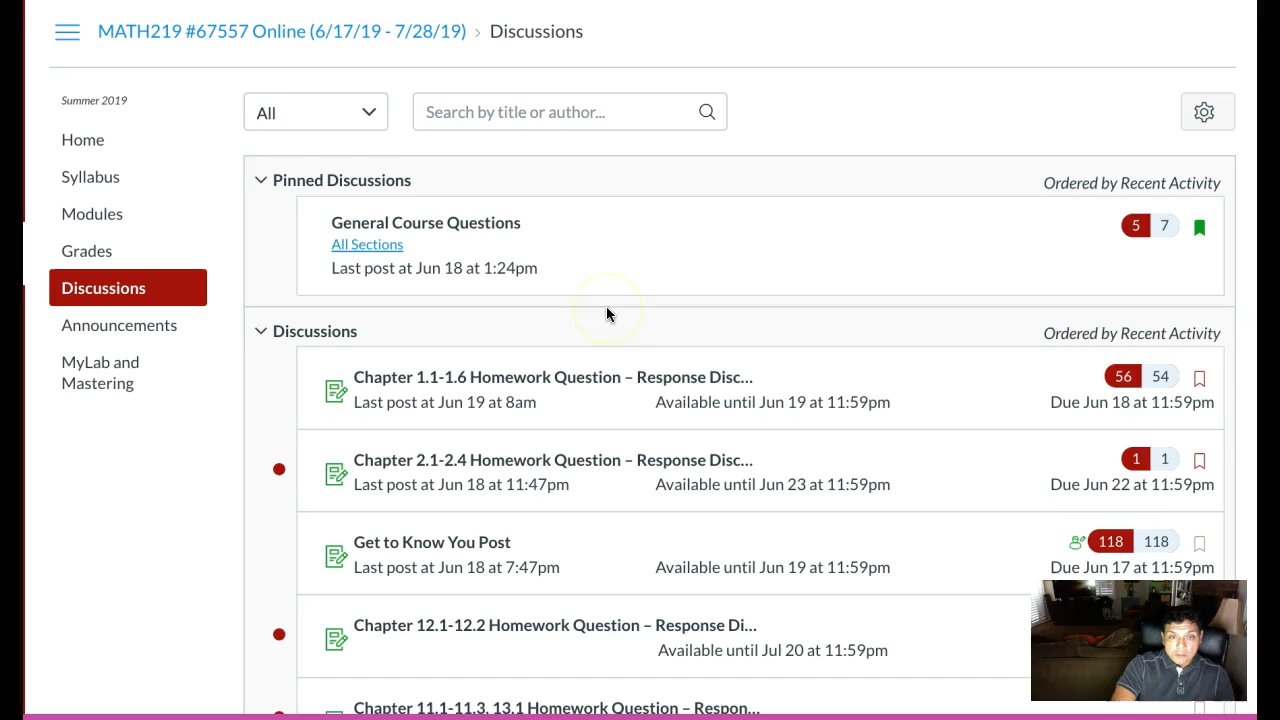 MATH219 #67557 Online (6/17/19 - 7/28/19) › Discussions
Summer 2019
Home
Syllabus
Modules
Grades
Discussions
Announcements
MyLab and
Mastering
All
Search by title or author...
Pinned Discussions
Ordered by Recent Activity
General Course Questions
5 7
All Sections
Last post at Jun 18 at 1:24pm
Discussions
Ordered by Recent Activity
Chapter 1.1-1.6 Homework Question – Response Disc...
56 54
Last post at Jun 19 at 8am Available until Jun 19 at 11:59pm Due Jun 18 at 11:59pm
Chapter 2.1-2.4 Homework Question – Response Disc...
1 1
Last post at Jun 18 at 11:47pm Available until Jun 23 at 11:59pm Due Jun 22 at 11:59pm
Get to Know You Post
118 118
Last post at Jun 18 at 7:47pm Available until Jun 19 at 11:59pm Due Jun 17 at 11:59pm
Chapter 12.1-12.2 Homework Question – Response Di...
Available until Jul 20 at 11:59pm
Chapter 11.1-11.3, 13.1 Homework Question – Respon...